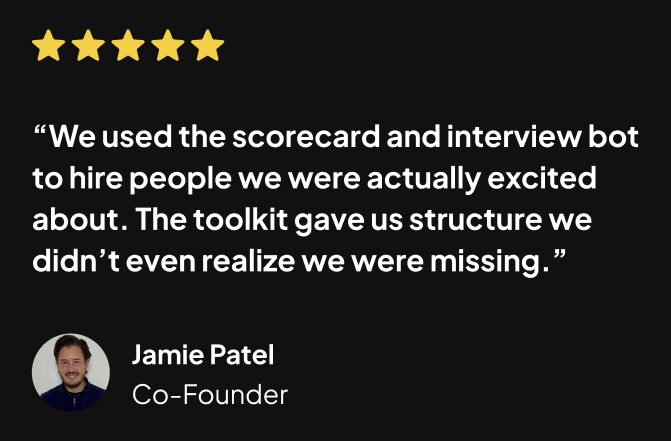 “We used the scorecard and interview bot
to hire people we were actually excited
about. The toolkit gave us structure we
didn’t even realize we were missing.”
Jamie Patel
Co-Founder